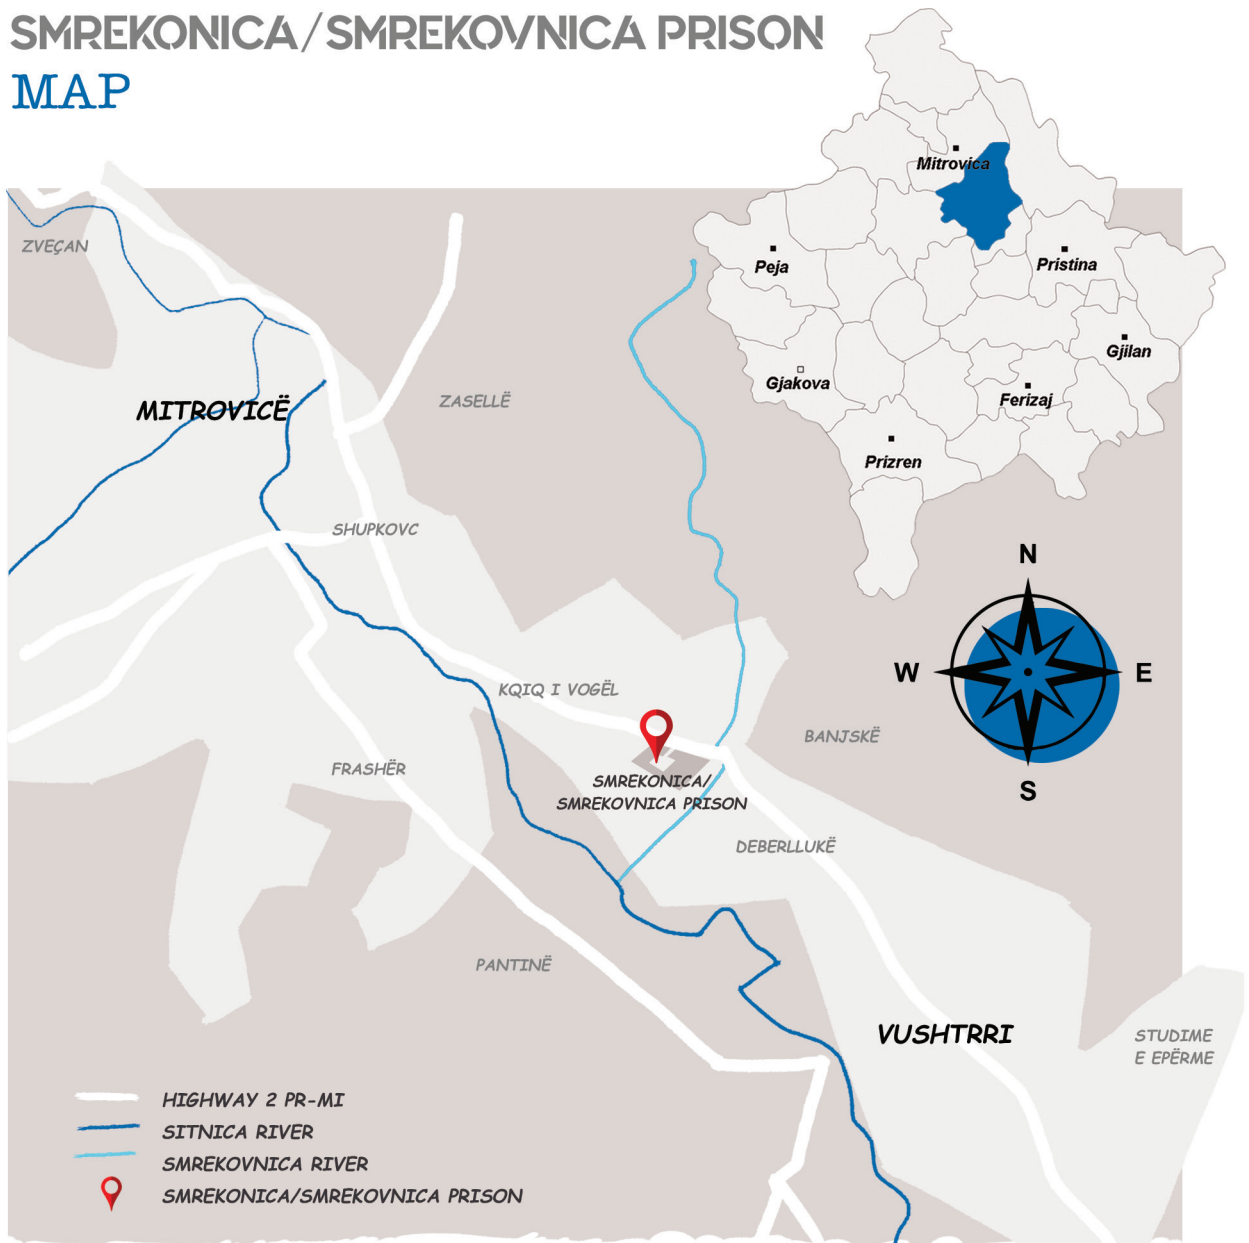 SMREKONICA/SMREKOVNICA PRISON
MAP
Mitrovica
Peja
Pristina
Gjilan
Gjakova
Ferizaj
Prizren
N
W
E
S
ZVEÇAN
MITROVICË
ZASELLË
SHUPKOVC
KQIQ I VOGËL
BANJSKË
FRASHËR
SMREKONICA/
SMREKOVNICA PRISON
DEBERLLUKË
PANTINË
VUSHTRRI
STUDIME
E EPËRME
HIGHWAY 2 PR-MI
SITNICA RIVER
SMREKOVNICA RIVER
SMREKONICA/SMREKOVNICA PRISON